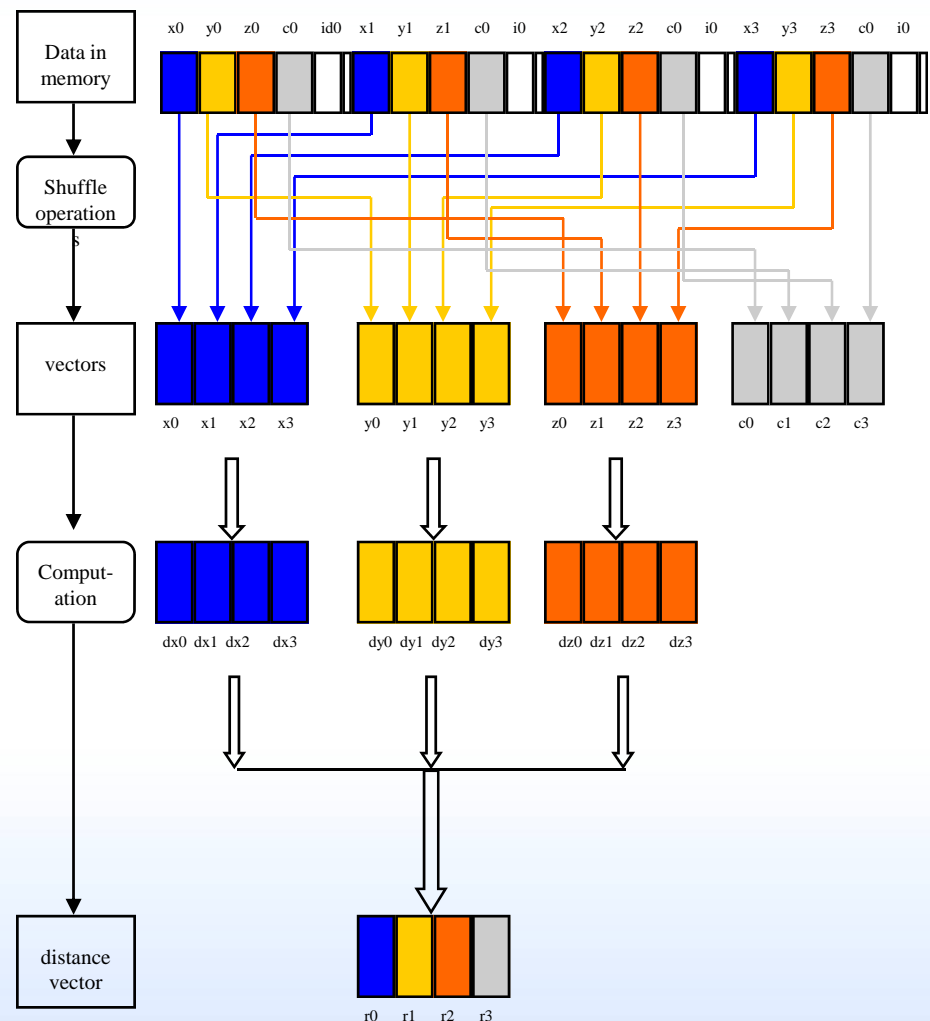 x0 y0 z0 c0 id0 x1 y1 z1 c0 i0 x2 y2 z2 c0 i0 x3 y3 z3 c0 i0
Data in
memory
Shuffle
operation
s
vectors
x0 x1 x2 x3 y0 y1 y2 y3 z0 z1 z2 z3 c0 c1 c2 c3
Comput-
ation
dx0 dx1 dx2 dx3 dy0 dy1 dy2 dy3 dz0 dz1 dz2 dz3
distance
vector
r0 r1 r2 r3